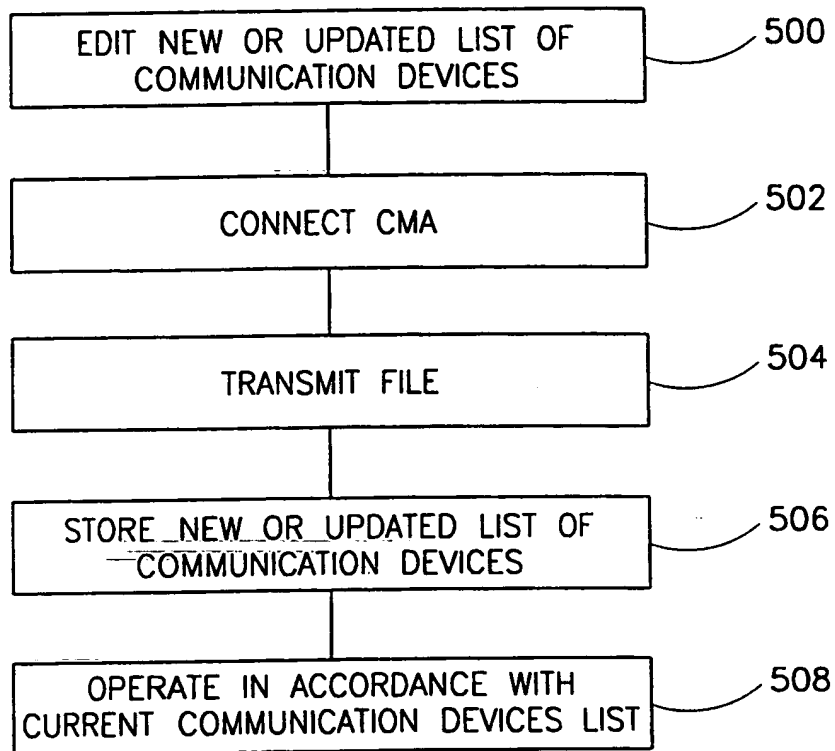 EDIT NEW OR UPDATED LIST OF
COMMUNICATION DEVICES
500
CONNECT CMA
502
TRANSMIT FILE
504
STORE NEW OR UPDATED LIST OF
COMMUNICATION DEVICES
506
OPERATE IN ACCORDANCE WITH
CURRENT COMMUNICATION DEVICES LIST
508